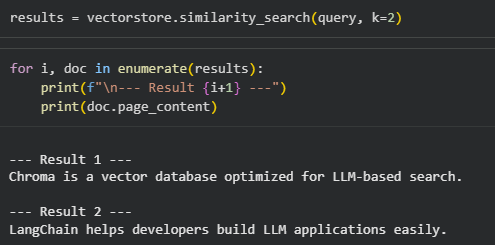 results = vectorstore.similarity_search(query, k=2)
for i, doc in enumerate(results):
    print(f"\n--- Result {i+1} ---")
    print(doc.page_content)
--- Result 1 ---
Chroma is a vector database optimized for LLM-based search.
--- Result 2 ---
LangChain helps developers build LLM applications easily.